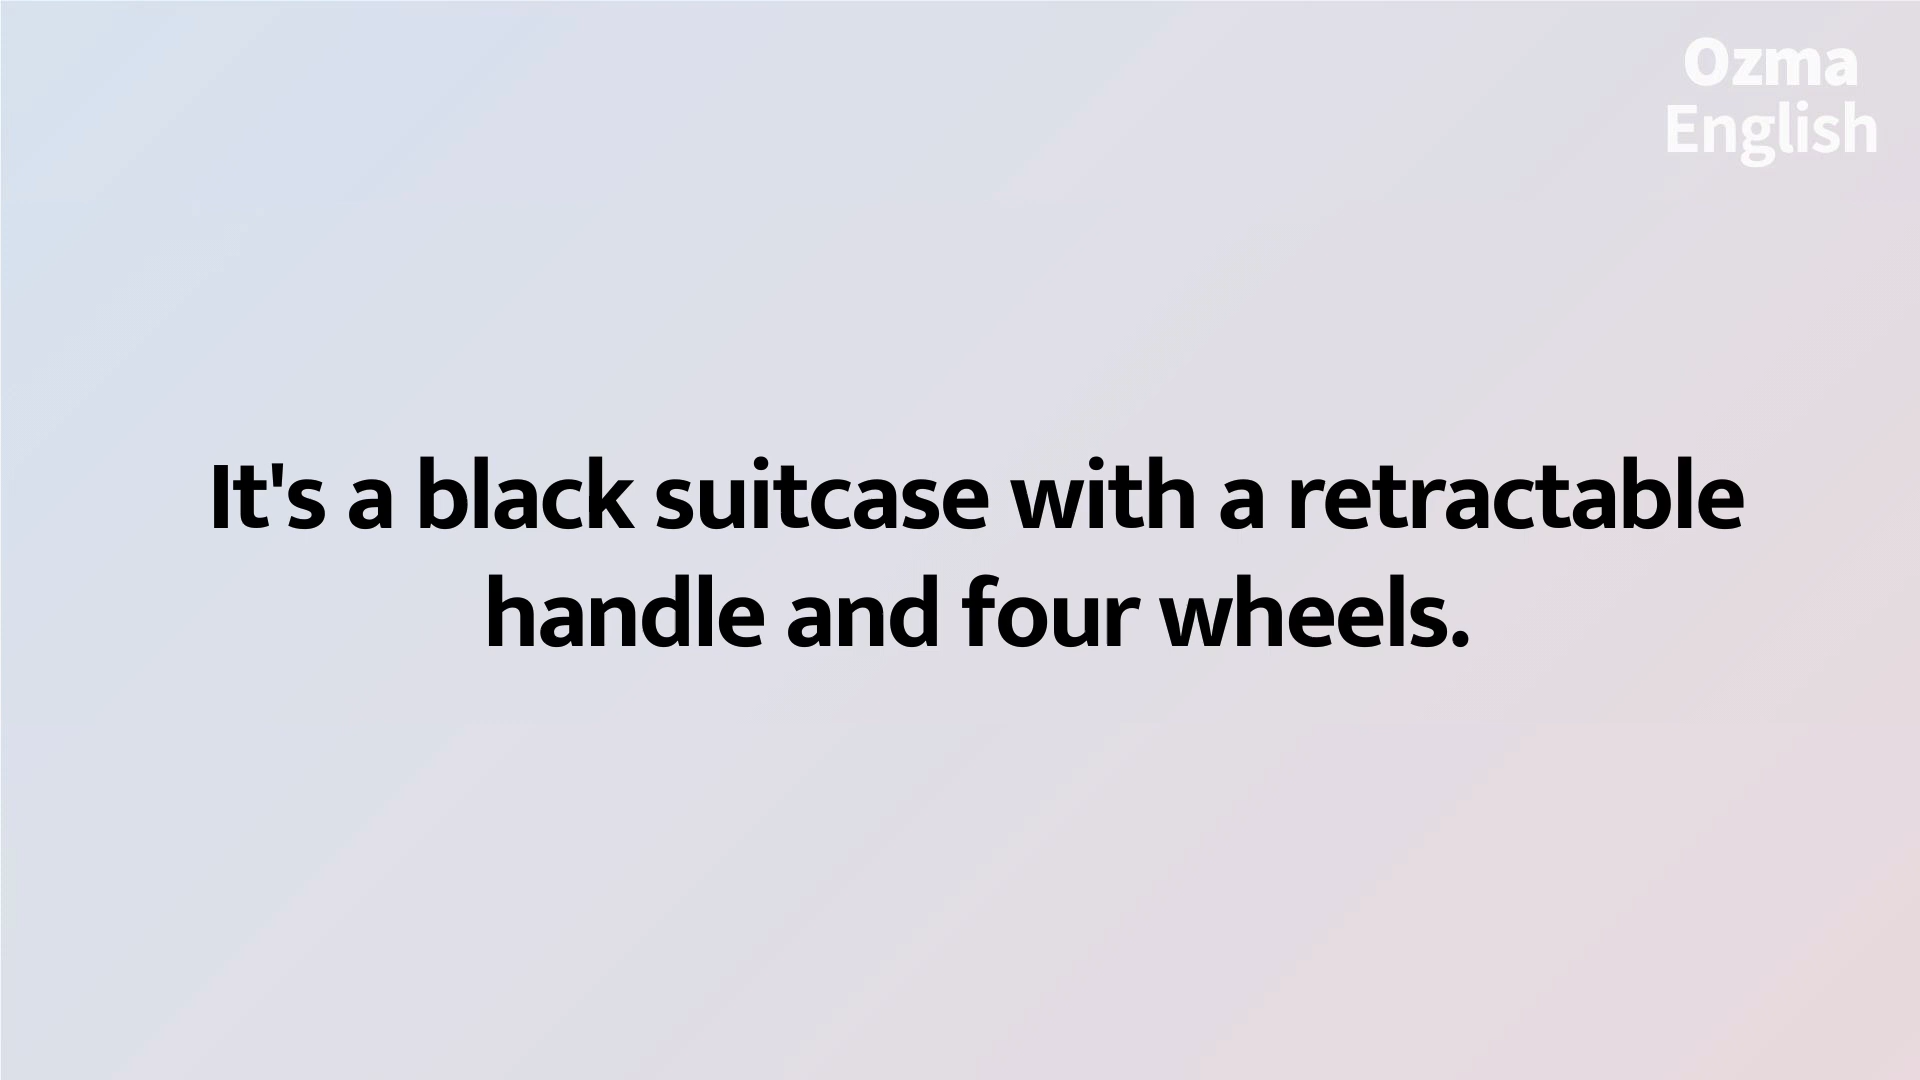 Ozma
English
It's a black suitcase with a retractable
handle and four wheels.